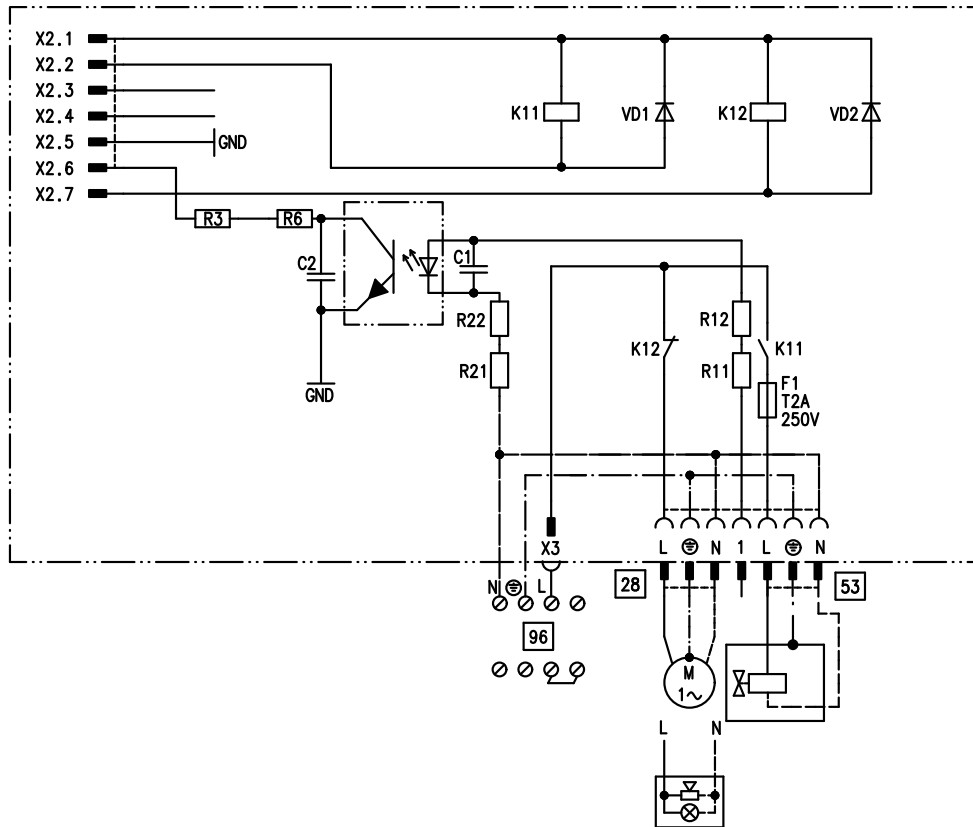 X2.1
X2.2
X2.3
X2.4
X2.5
X2.6
X2.7
GND
K11
VD1
K12
VD2
R3
R6
C2
C1
GND
R22
R21
K12
R12
R11
K11
F1
T2A
250V
X3
L
N
1
L
N
28
53
N
L
96
M
1~
L
N